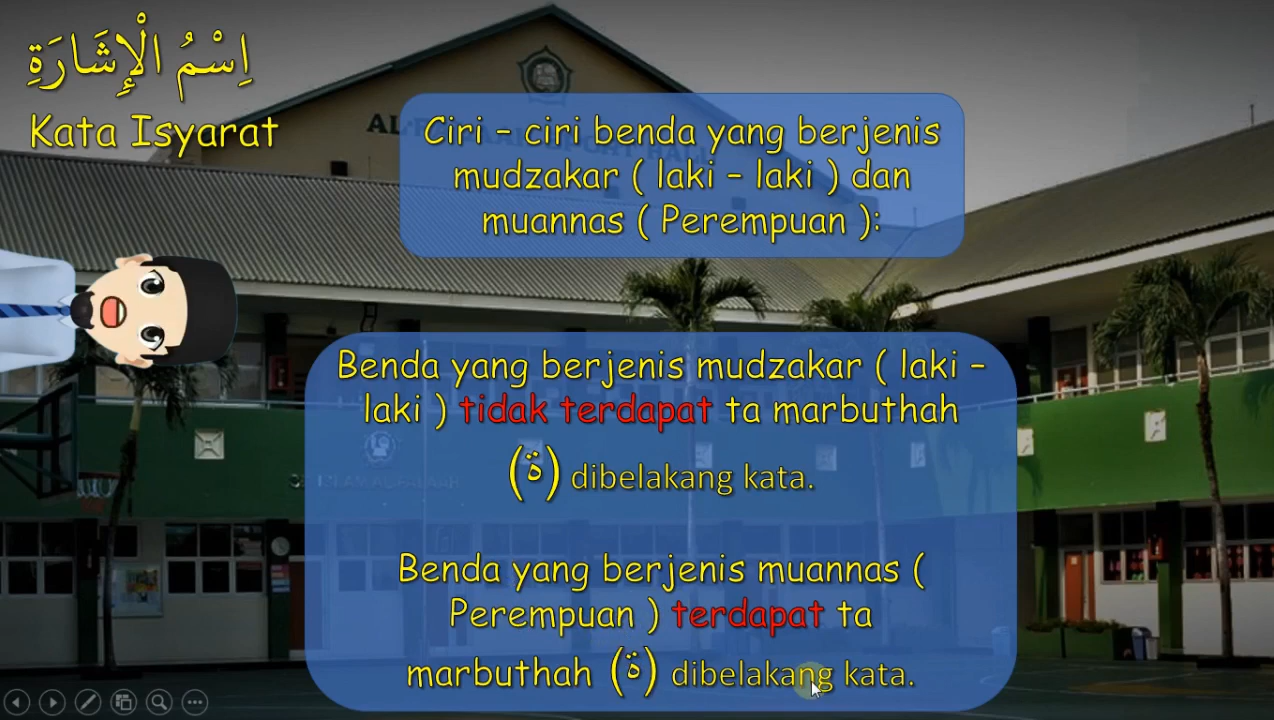 اِسْمُ الْإِشَارَةِ
Kata Isyarat
Ciri - ciri benda yang berjenis
mudzakar ( laki - laki ) dan
muannas ( Perempuan ):
Benda yang berjenis mudzakar ( laki -
laki ) tidak terdapat ta marbuthah
(ة) dibelakang kata.
Benda yang berjenis muannas (
Perempuan ) terdapat ta
marbuthah (ة) dibelakang kata.